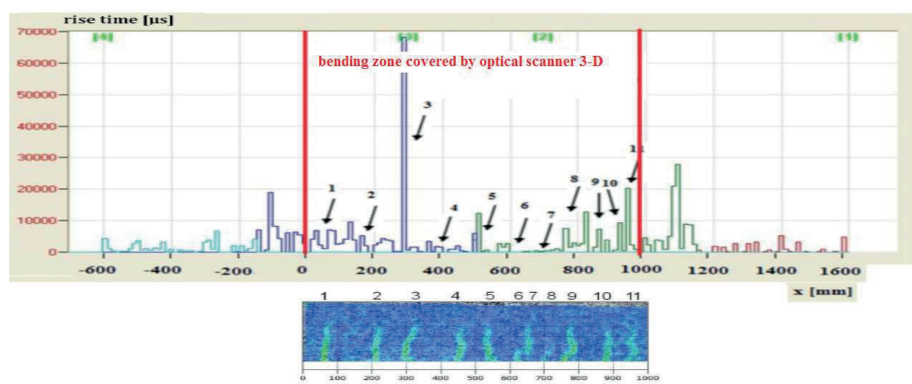 rise time [µs]
70000
[4] [3] [2] [1]
60000
bending zone covered by optical scanner 3-D
50000
40000
3
30000
11
20000
1 2 8 9 10
10000
4 5 6 7
0
-600 -400 -200 0 200 400 600 800 1000 1200 1400 1600
x [mm]
1 2 3 4 5 6 7 8 9 10 11
0 100 200 300 400 500 600 700 800 900 1000